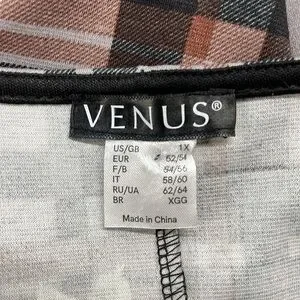 VENUS®
US/GB 1X
EUR 52/54
F/B 54/56
IT 58/60
RU/UA 62/64
BR XGG
Made in China